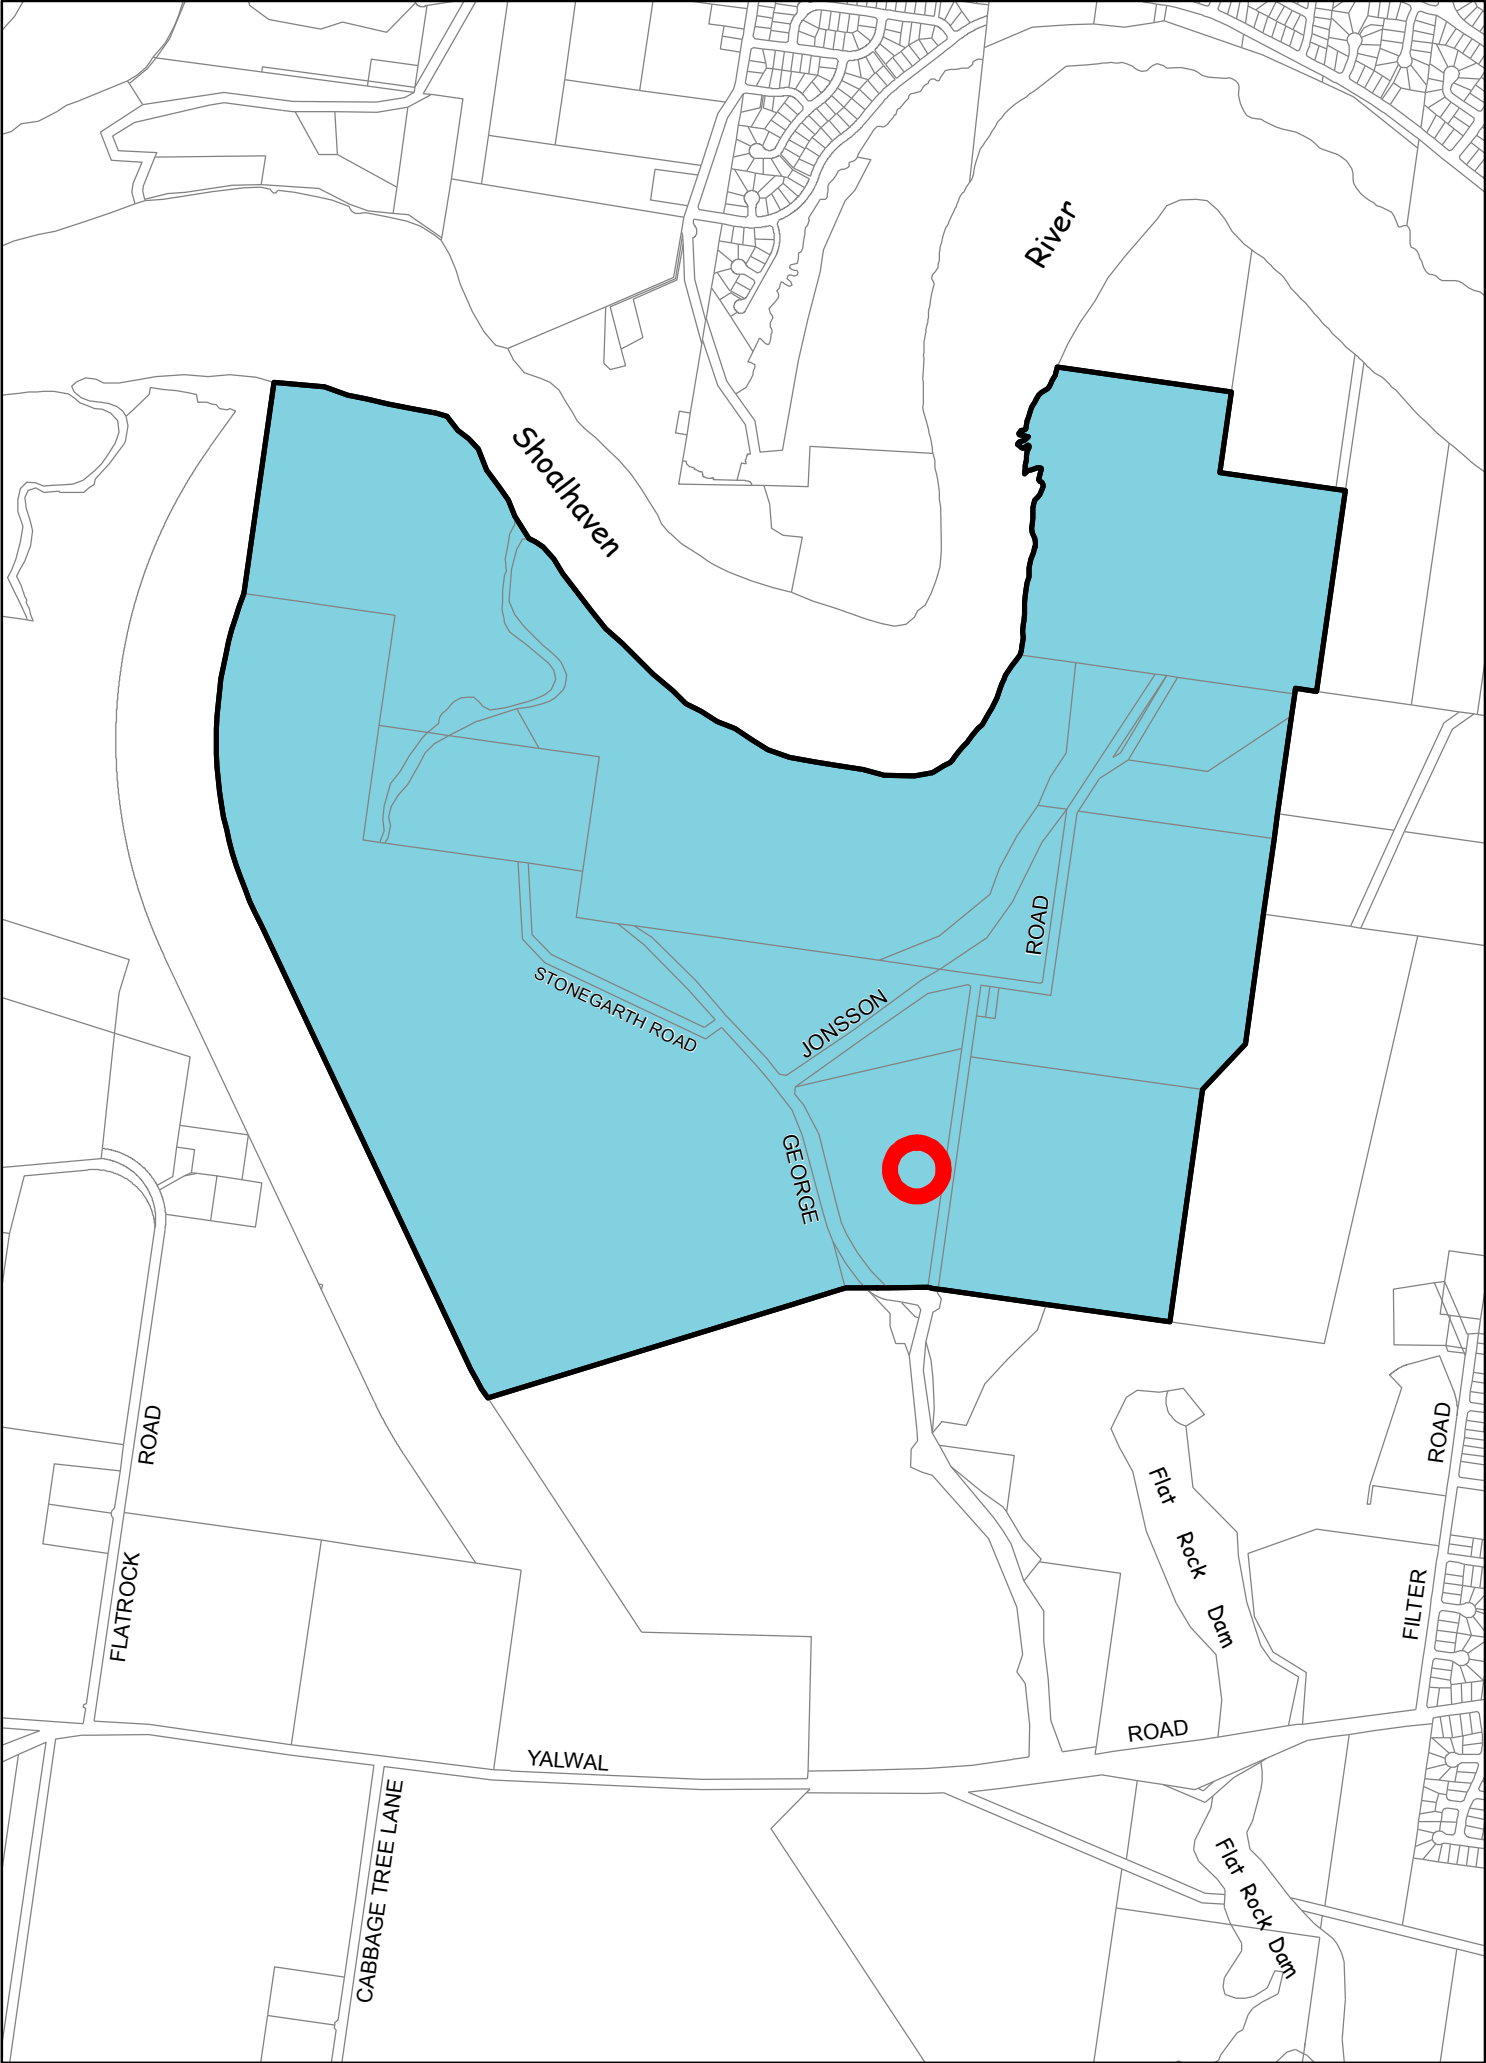 River
Shoalhaven
ROAD
STONEGARTH ROAD
JONSSON
GEORGE
ROAD
ROAD
Flat Rock Dam
FLATROCK
FILTER
ROAD
YALWAL
CABBAGE TREE LANE
Flat Rock Dam